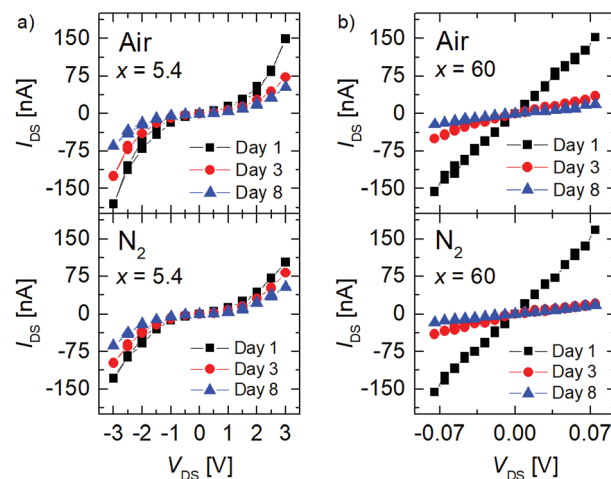 a)
Air
x = 5.4
150
75
0
-75
-150
I_DS [nA]
Day 1
Day 3
Day 8
N₂
x = 5.4
150
75
0
-75
-150
I_DS [nA]
Day 1
Day 3
Day 8
-3 -2 -1 0 1 2 3
V_DS [V]
b)
Air
x = 60
150
75
0
-75
-150
I_DS [nA]
Day 1
Day 3
Day 8
N₂
x = 60
150
75
0
-75
-150
I_DS [nA]
Day 1
Day 3
Day 8
-0.07 0.00 0.07
V_DS [V]